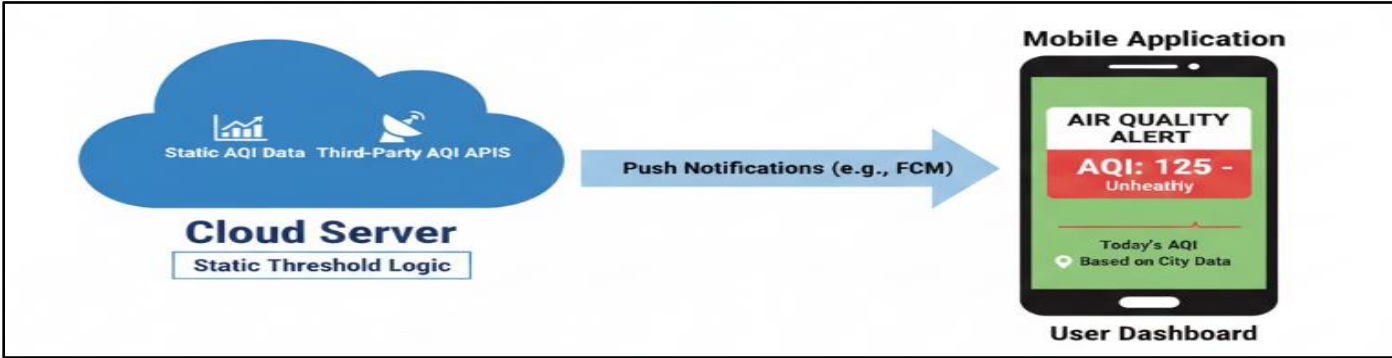 Static AQI Data Third-Party AQI APIS
Cloud Server
Static Threshold Logic
Push Notifications (e.g., FCM)
Mobile Application
AIR QUALITY
ALERT
AQI: 125 -
Unheathly
Today's AQI
Based on City Data
User Dashboard